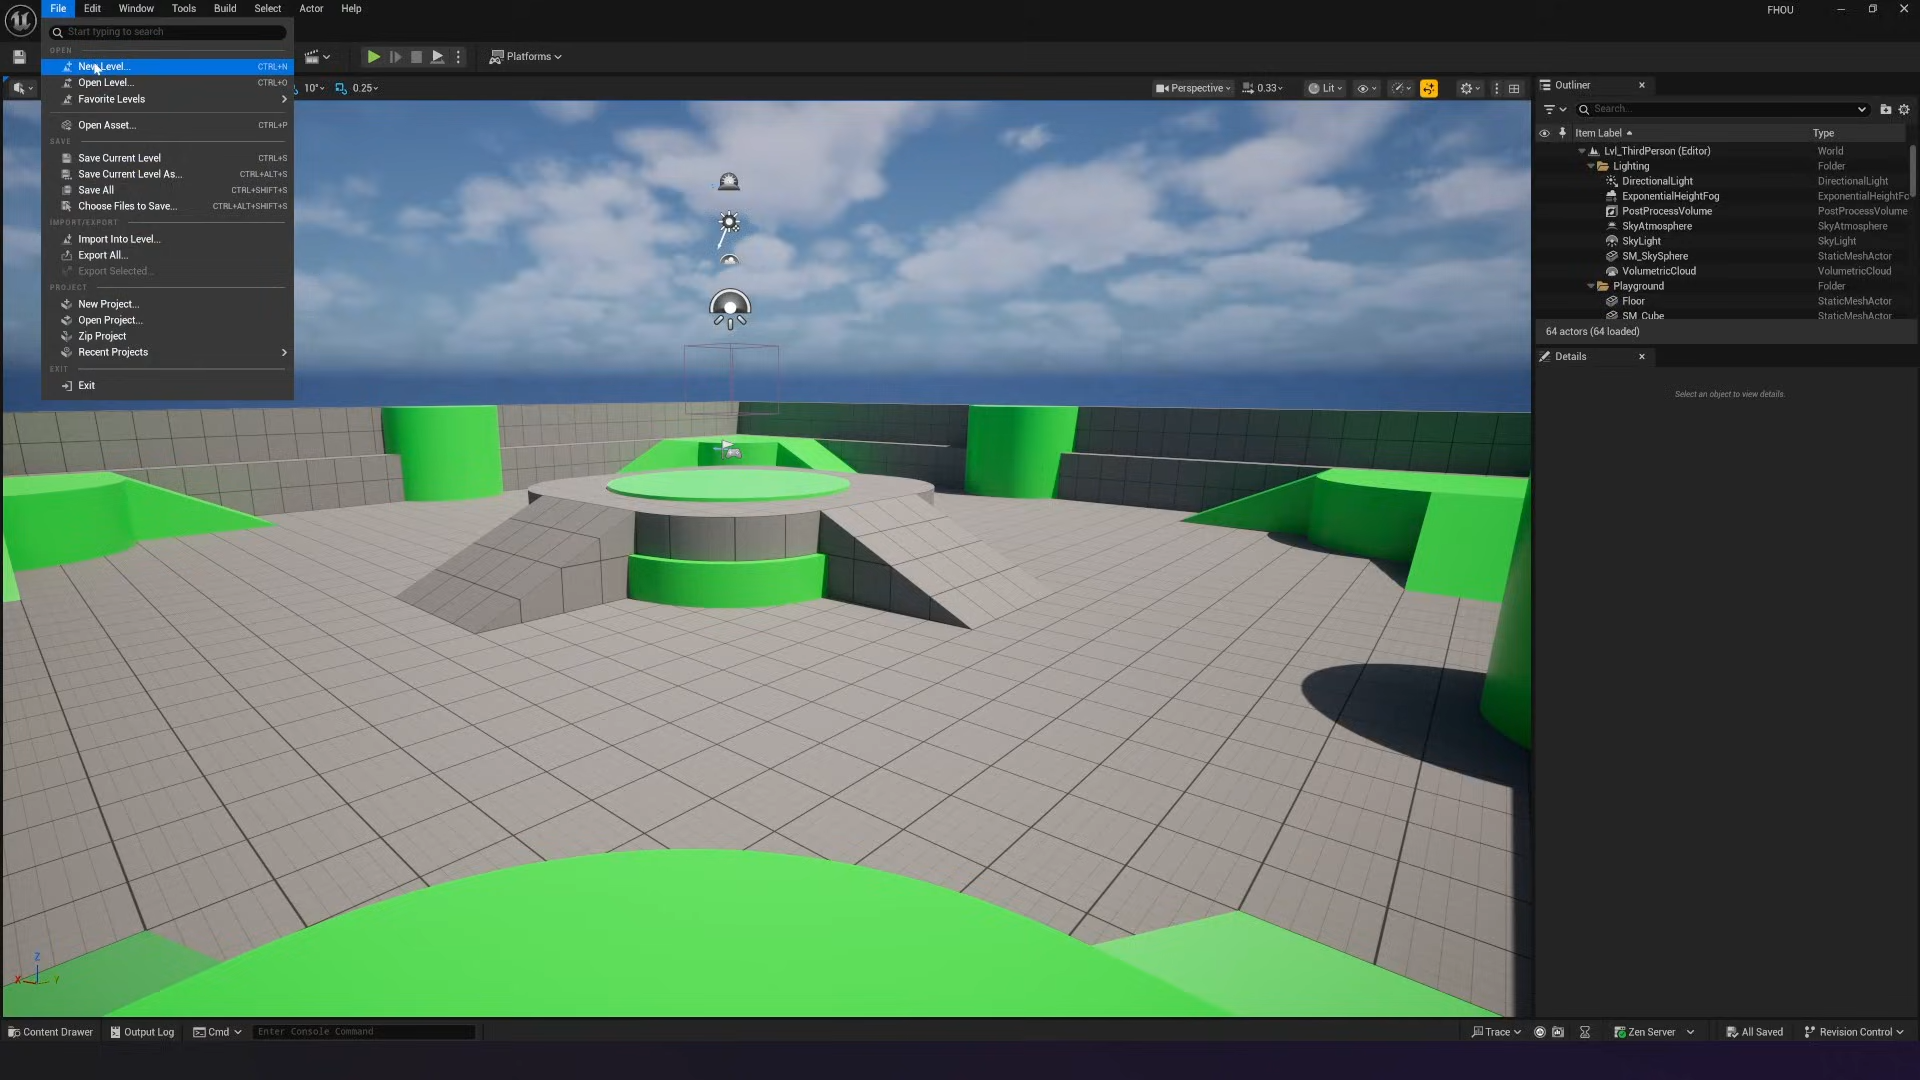 File Edit Window Tools Build Select Actor Help
FHOU
Start typing to search
Platforms
OPEN
New Level... CTRL+N
Open Level... CTRL+O
Favorite Levels
Open Asset... CTRL+P
SAVE
Save Current Level CTRL+S
Save Current Level As... CTRL+ALT+S
Save All CTRL+SHIFT+S
Choose Files to Save... CTRL+ALT+SHIFT+S
IMPORT/EXPORT
Import Into Level...
Export All...
Export Selected...
PROJECT
New Project...
Open Project...
Zip Project
Recent Projects
EXIT
Exit
10° 0.25
Perspective 0.33 Lit
Outliner
Search...
Item Label Type
Lvl_ThirdPerson (Editor) World
Lighting Folder
DirectionalLight DirectionalLight
ExponentialHeightFog ExponentialHeightFo
PostProcessVolume PostProcessVolume
SkyAtmosphere SkyAtmosphere
SkyLight SkyLight
SM_SkySphere StaticMeshActor
VolumetricCloud VolumetricCloud
Playground Folder
Floor StaticMeshActor
SM_Cube StaticMeshActor
64 actors (64 loaded)
Details
Select an object to view details.
Z
X Y
Content Drawer Output Log Cmd Enter Console Command
Trace Zen Server All Saved Revision Control